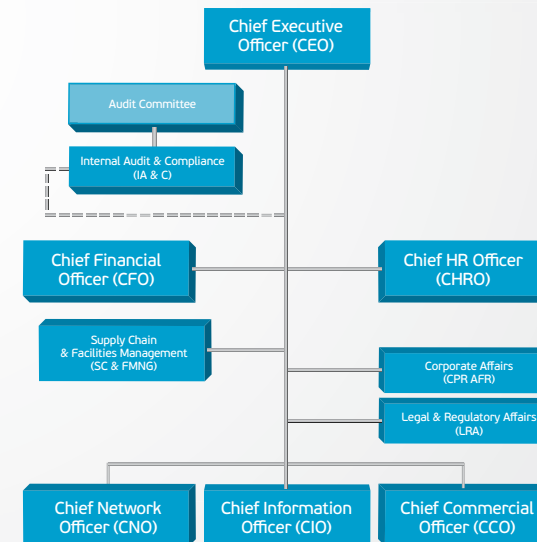 Chief Executive
Officer (CEO)
Audit Committee
Internal Audit & Compliance
(IA & C)
Chief Financial
Officer (CFO)
Chief HR Officer
(CHRO)
Supply Chain
& Facilities Management
(SC & FMNG)
Corporate Affairs
(CPR AFR)
Legal & Regulatory Affairs
(LRA)
Chief Network
Officer (CNO)
Chief Information
Officer (CIO)
Chief Commercial
Officer (CCO)